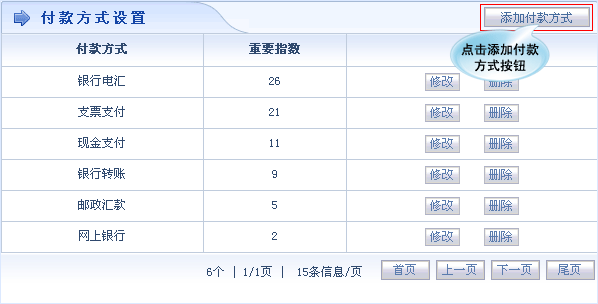 付款方式设置 添加付款方式
点击添加付款
方式按钮
付款方式 重要指数
银行电汇 26 修改 删除
支票支付 21 修改 删除
现金支付 11 修改 删除
银行转账 9 修改 删除
邮政汇款 5 修改 删除
网上银行 2 修改 删除
6个 | 1/1页 | 15条信息/页 首页 上一页 下一页 尾页